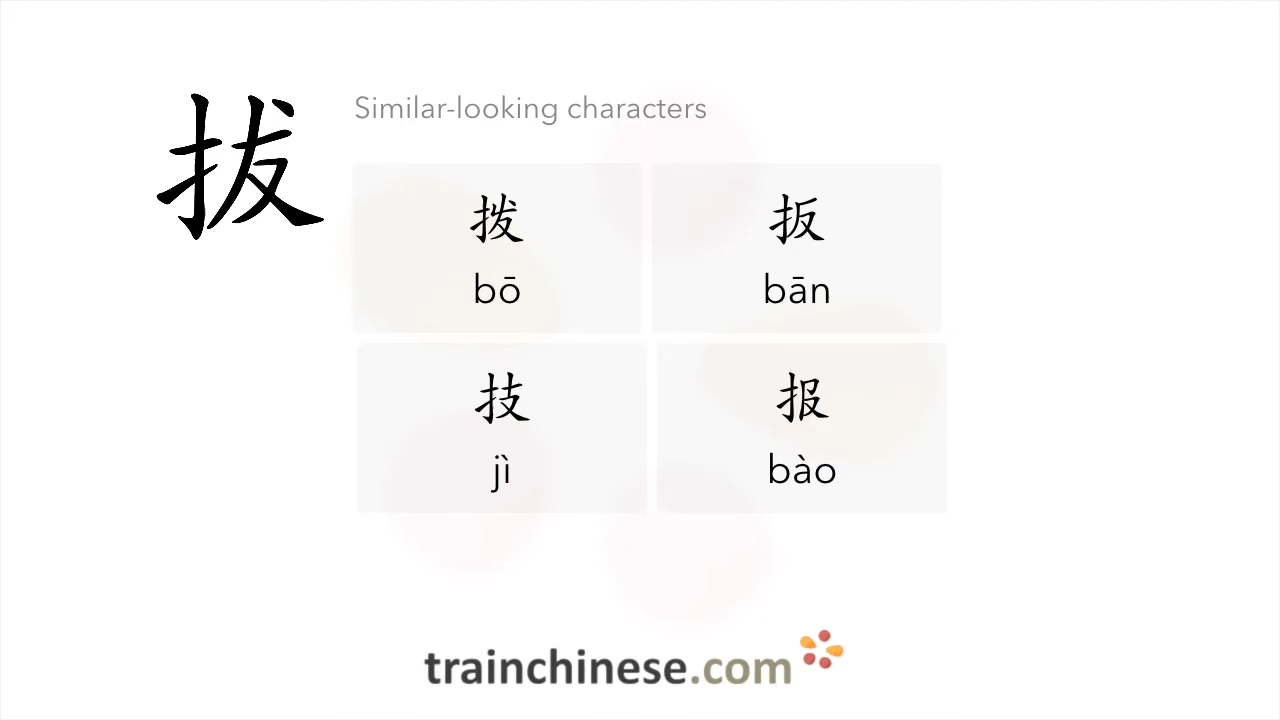 拔
Similar-looking characters
拨 扳
bō bān
技 报
jì bào
trainchinese.com